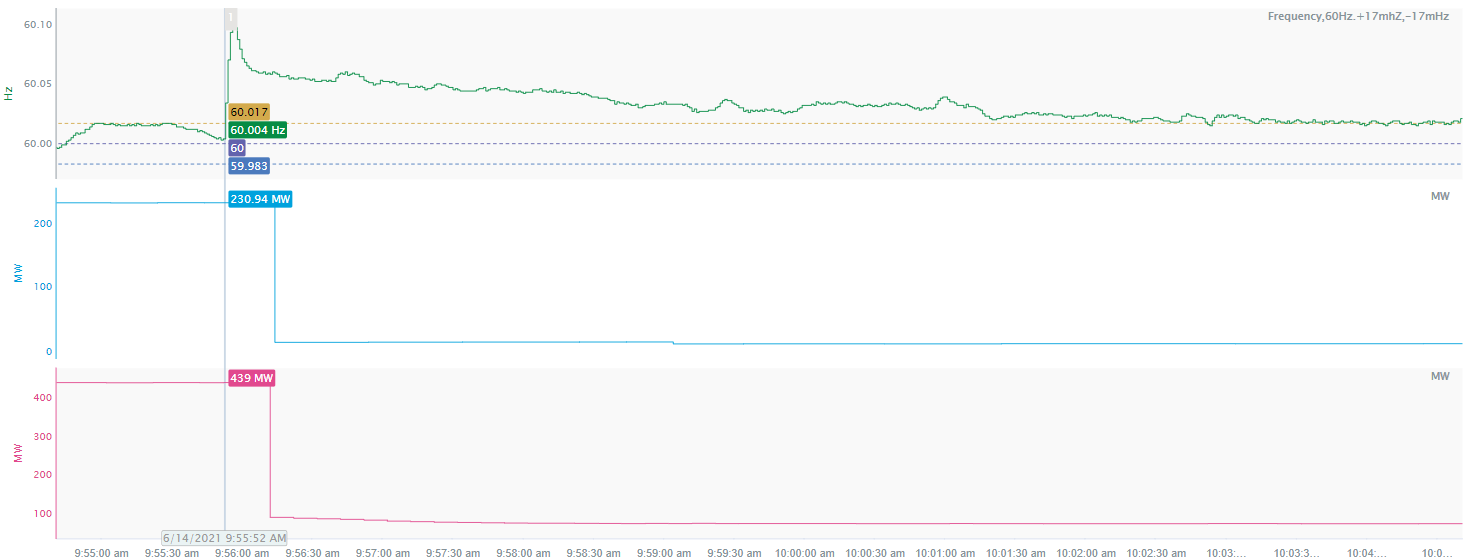 Frequency,60Hz.+17mhZ,-17mHz
60.10
1
60.05
Hz
60.017
60.004 Hz
60.00
60
59.983
230.94 MW
MW
200
MW
100
0
439 MW
MW
400
300
MW
200
100
6/14/2021 9:55:52 AM
9:55:00 am 9:55:30 am 9:56:00 am 9:56:30 am 9:57:00 am 9:57:30 am 9:58:00 am 9:58:30 am 9:59:00 am 9:59:30 am 10:00:00 am 10:00:30 am 10:01:00 am 10:01:30 am 10:02:00 am 10:02:30 am 10:03:... 10:03:3... 10:04:... 10:0...